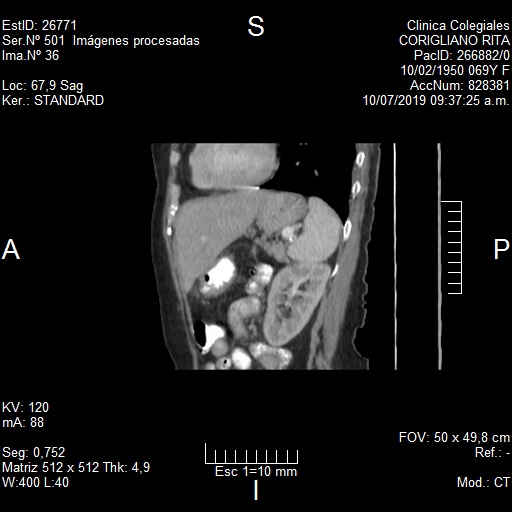 EstID: 26771
Ser.Nº 501 Imágenes procesadas
Ima.Nº 36
Loc: 67,9 Sag
Ker.: STANDARD
S
Clinica Colegiales
CORIGLIANO RITA
PacID: 266882/0
10/02/1950 069Y F
AccNum: 828381
10/07/2019 09:37:25 a.m.
A
P
KV: 120
mA: 88
Seg: 0,752
Matriz 512 x 512 Thk: 4,9
W:400 L:40
Esc 1=10 mm
I
FOV: 50 x 49,8 cm
Ref.: -
Mod.: CT